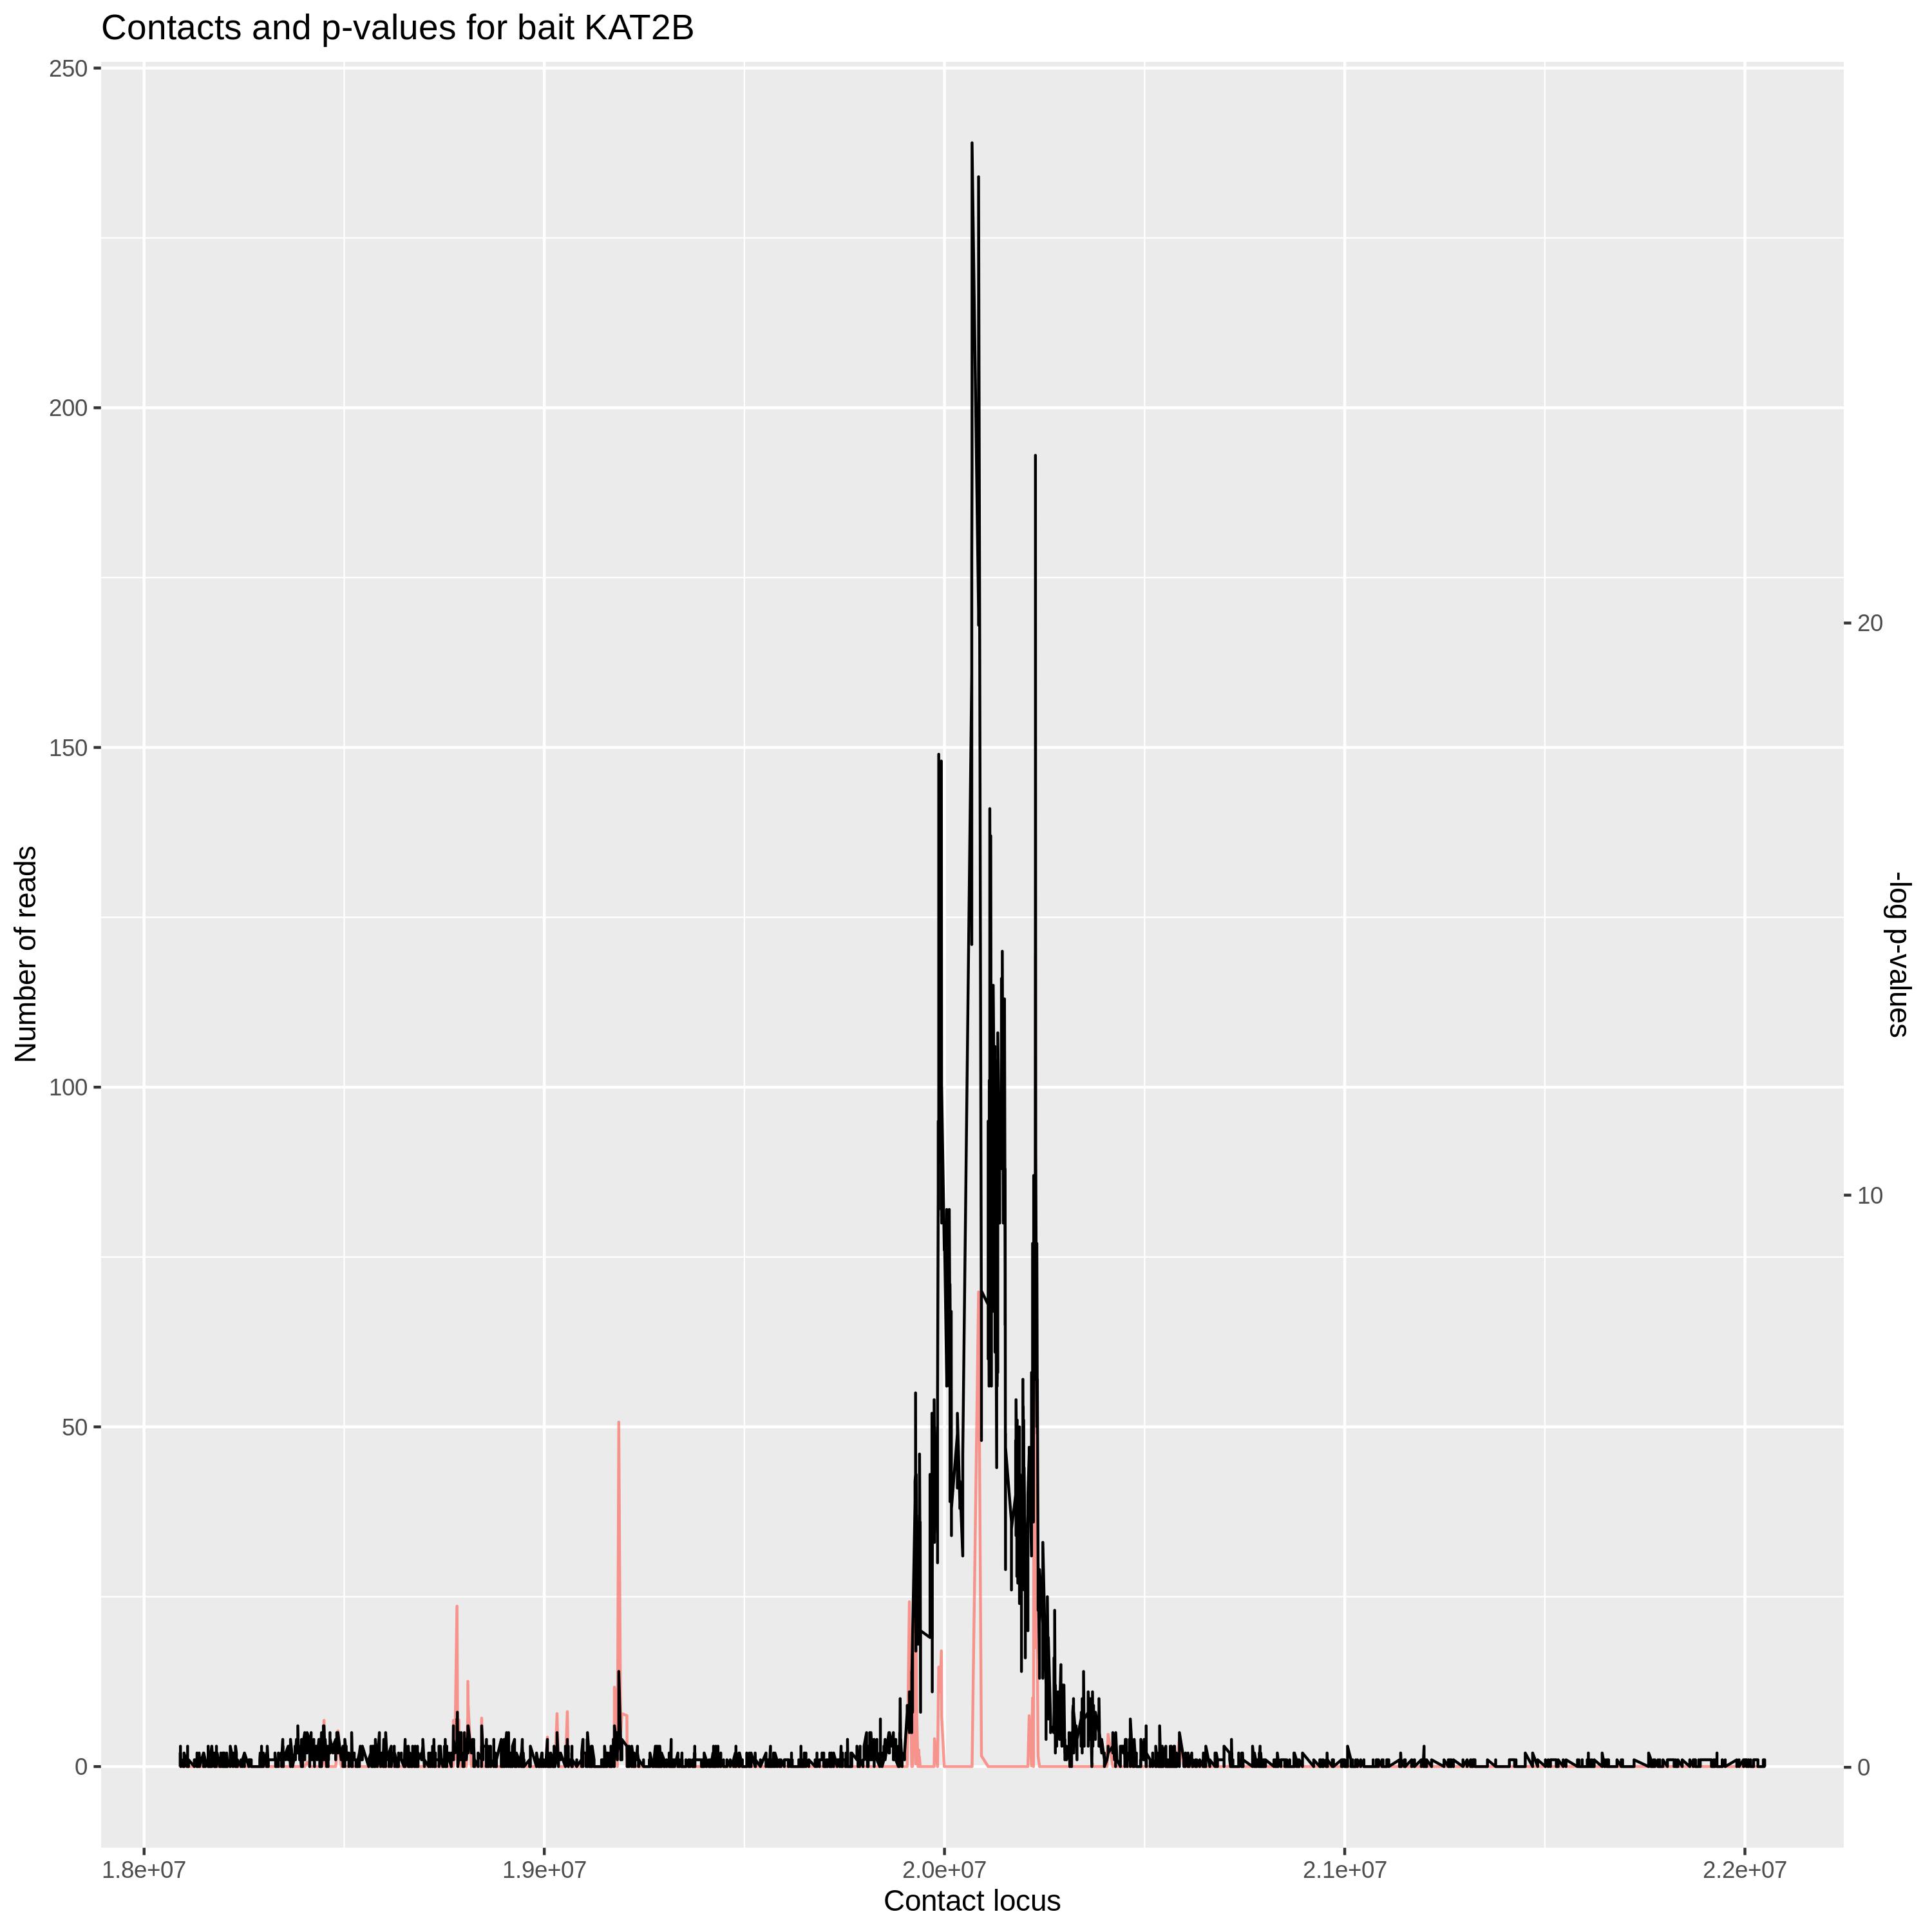 Contacts and p-values for bait KAT2B
250
200
150
100
50
0
Number of reads
20
10
0
-log p-values
1.8e+07
1.9e+07
2.0e+07
2.1e+07
2.2e+07
Contact locus